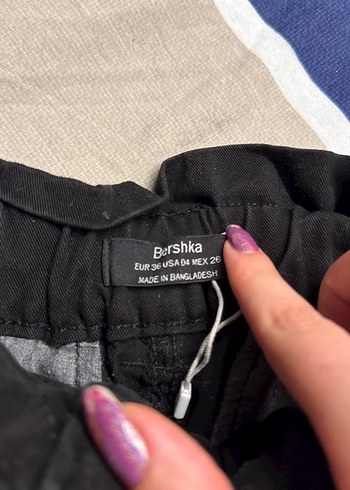 Bershka
EUR 36 USA 04 MEX 26
MADE IN BANGLADESH